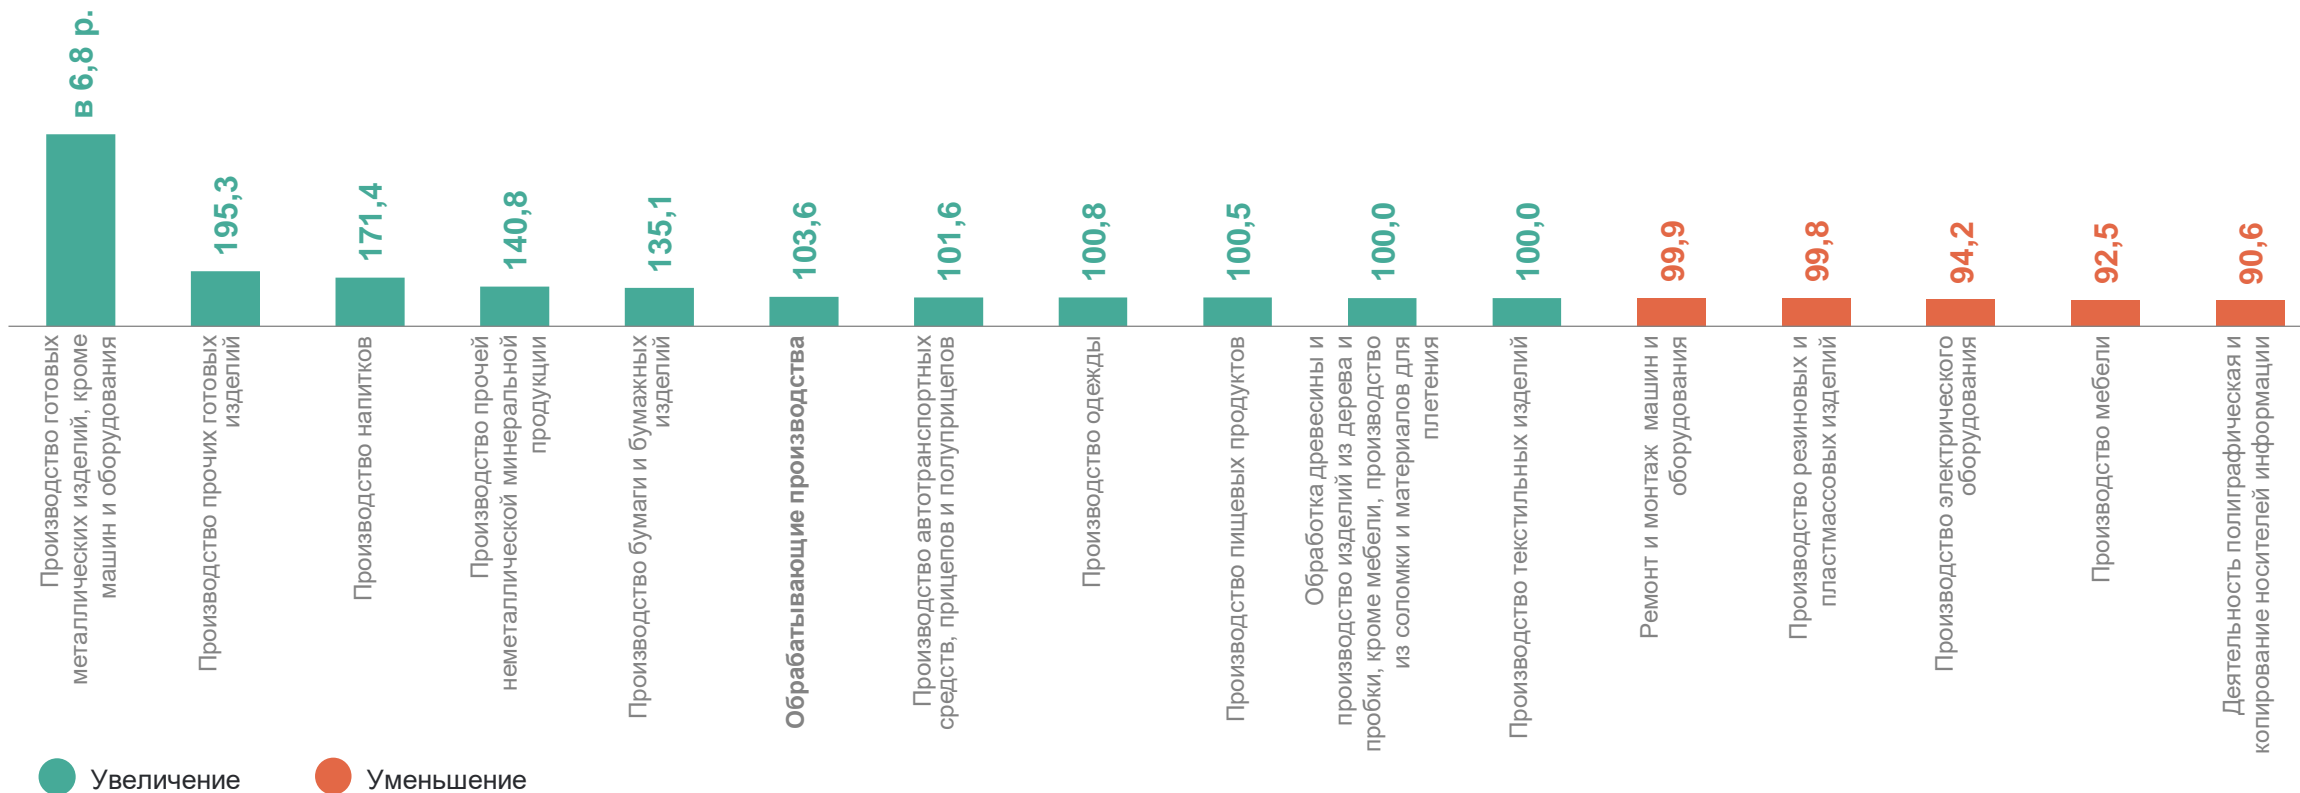 в 6,8 р.
195,3
171,4
140,8
135,1
103,6
101,6
100,8
100,5
100,0
100,0
99,9
99,8
94,2
92,5
90,6
Производство готовых
металлических изделий, кроме
машин и оборудования
Производство прочих готовых
изделий
Производство напитков
Производство прочей
неметаллической минеральной
продукции
Производство бумаги и бумажных
изделий
Обрабатывающие производства
Производство автотранспортных
средств, прицепов и полуприцепов
Производство одежды
Производство пищевых продуктов
Обработка древесины и
производство изделий из дерева и
пробки, кроме мебели, производство
из соломки и материалов для
плетения
Производство текстильных изделий
Ремонт и монтаж машин и
оборудования
Производство резиновых и
пластмассовых изделий
Производство электрического
оборудования
Производство мебели
Деятельность полиграфическая и
копирование носителей информации
Увеличение
Уменьшение